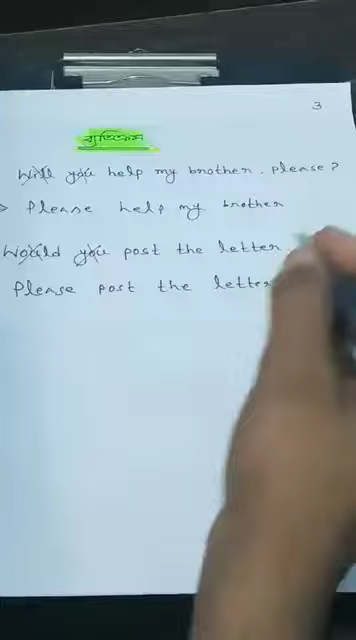 3
ব্যতিক্রম
Will you help my brother, please?
> Please help my brother
Would you post the letter
Please post the letter